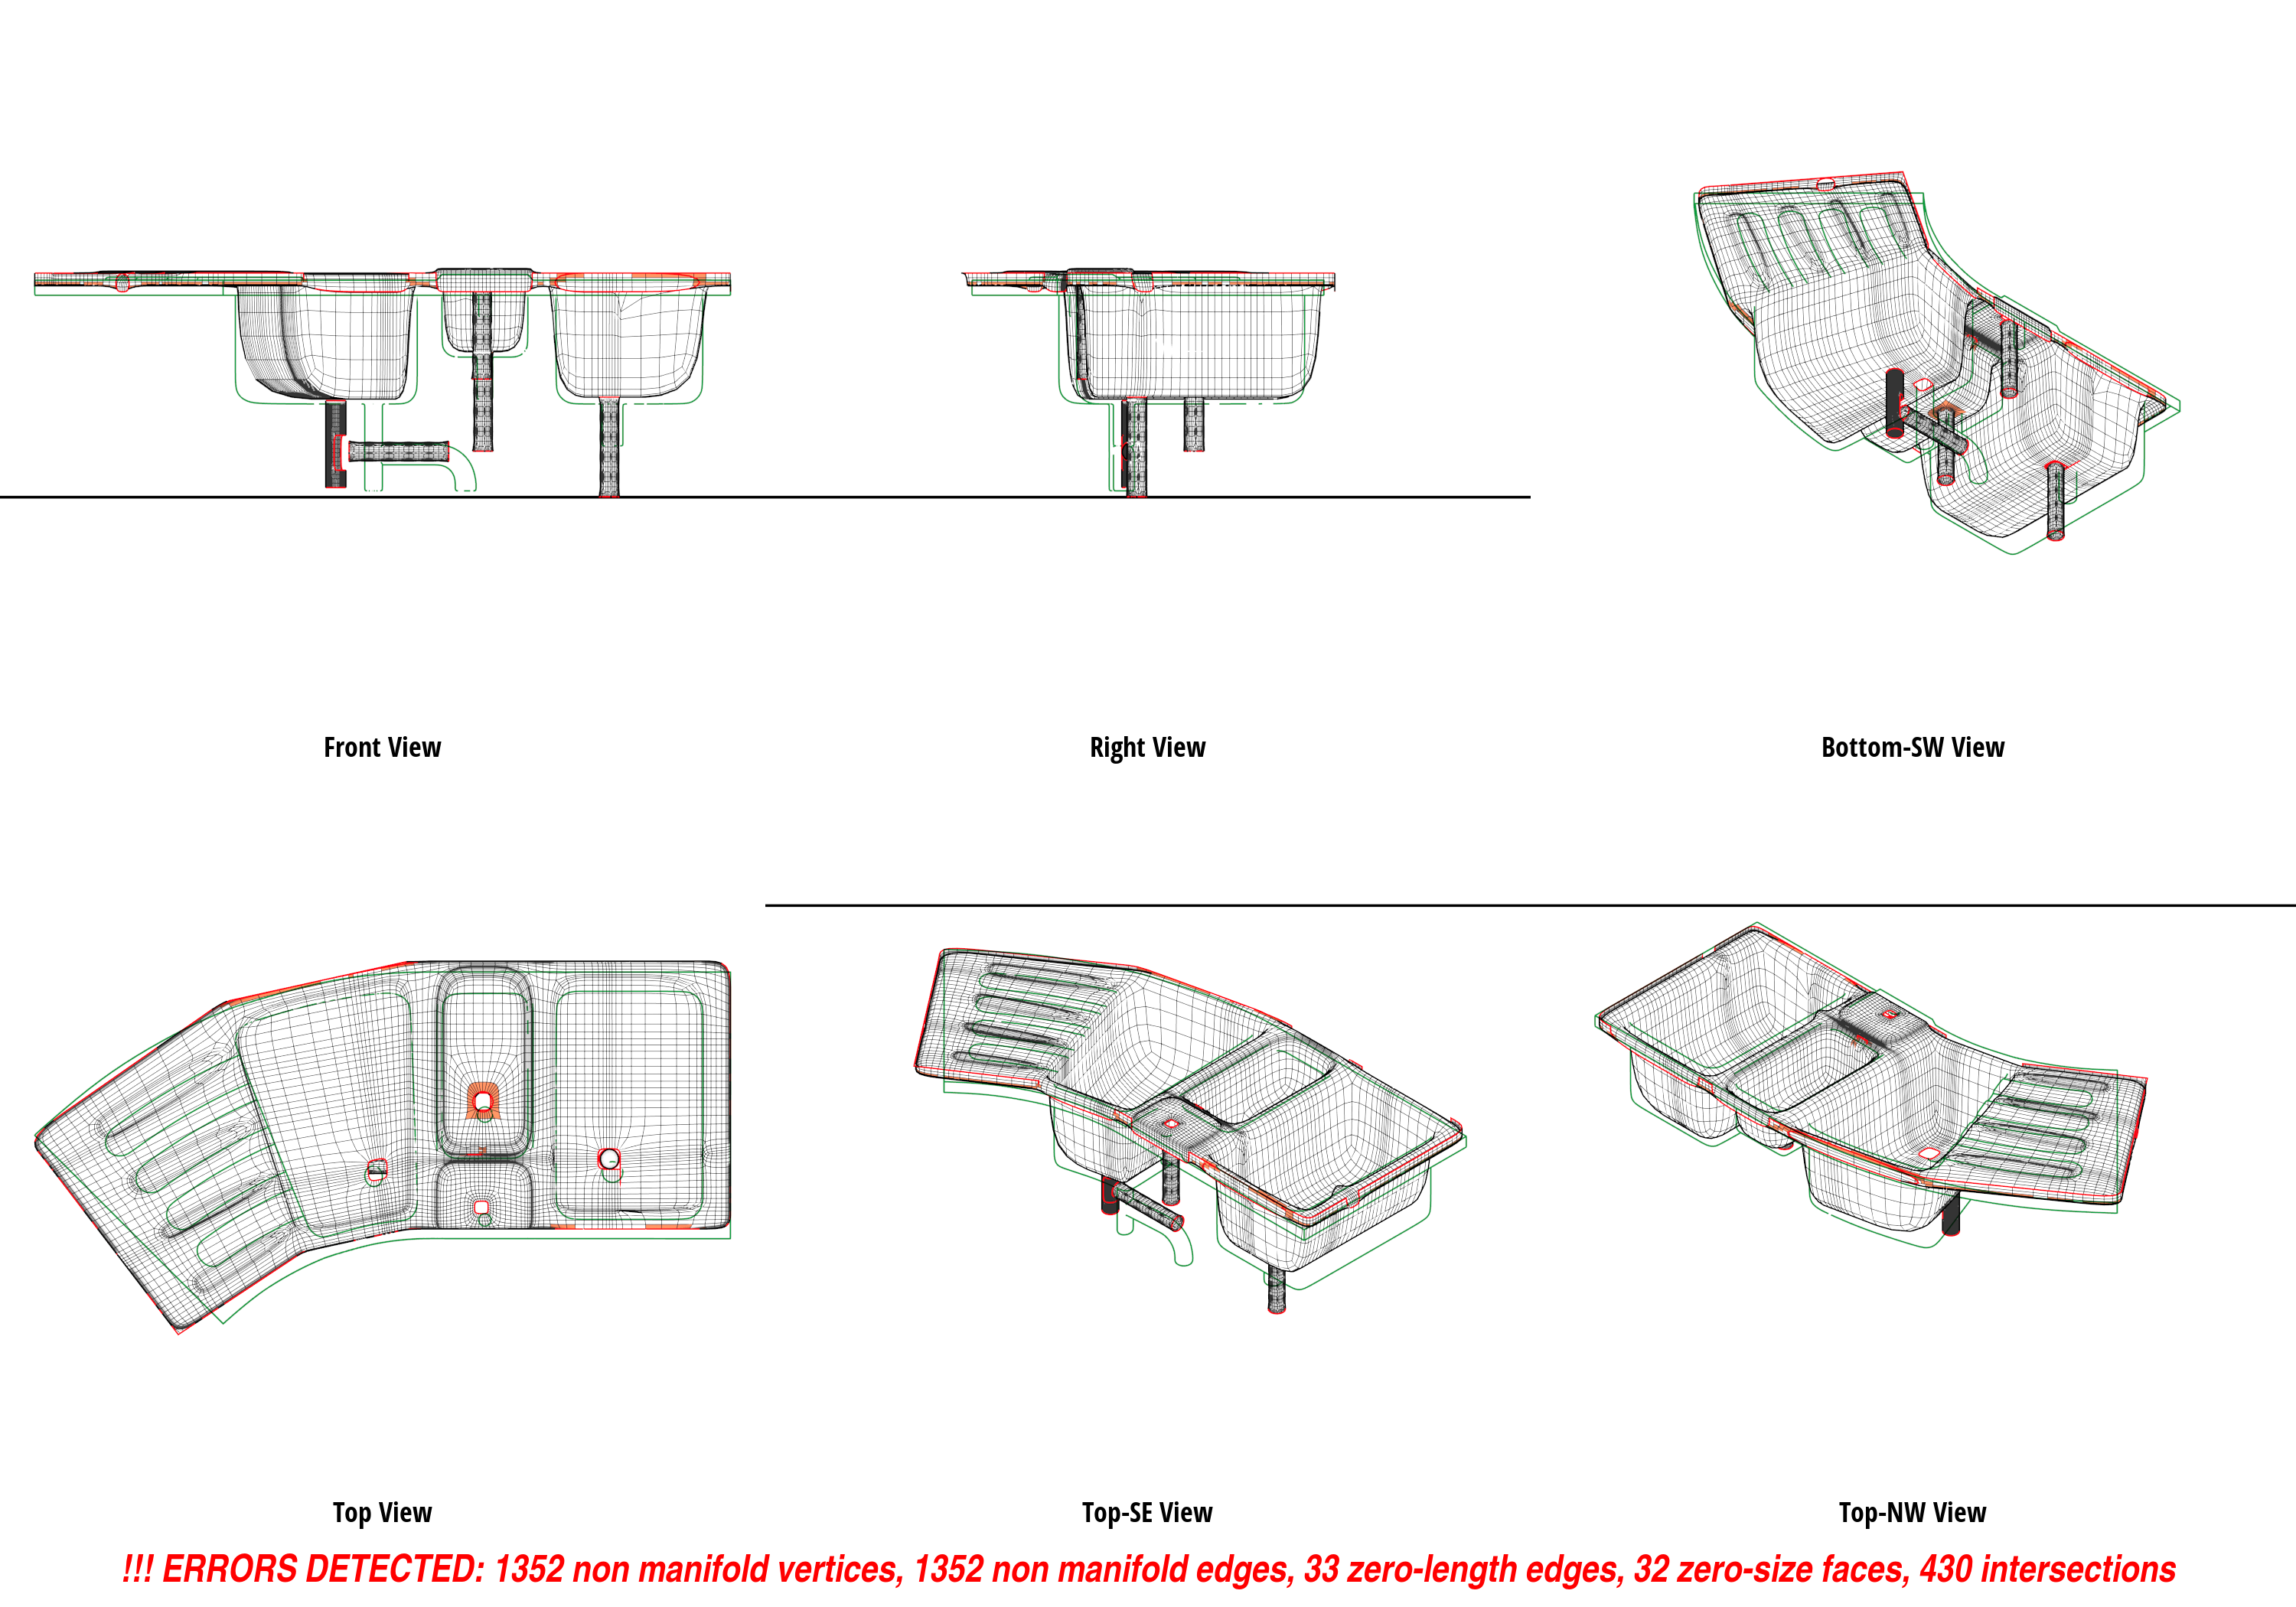 Front View
Right View
Bottom-SW View
Top View
Top-SE View
Top-NW View
!!! ERRORS DETECTED: 1352 non manifold vertices, 1352 non manifold edges, 33 zero-length edges, 32 zero-size faces, 430 intersections